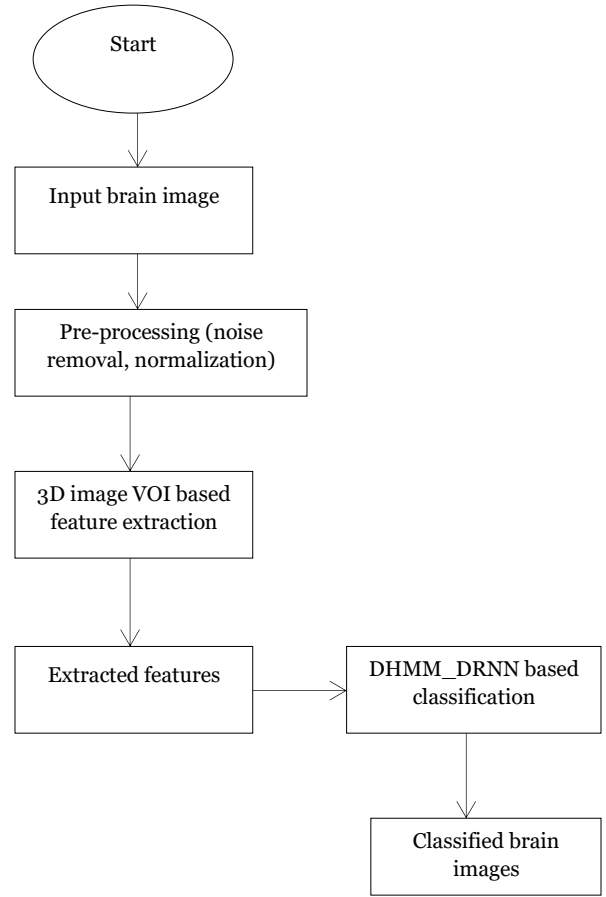 Start
Input brain image
Pre-processing (noise
removal, normalization)
3D image VOI based
feature extraction
Extracted features
DHMM_DRNN based
classification
Classified brain
images